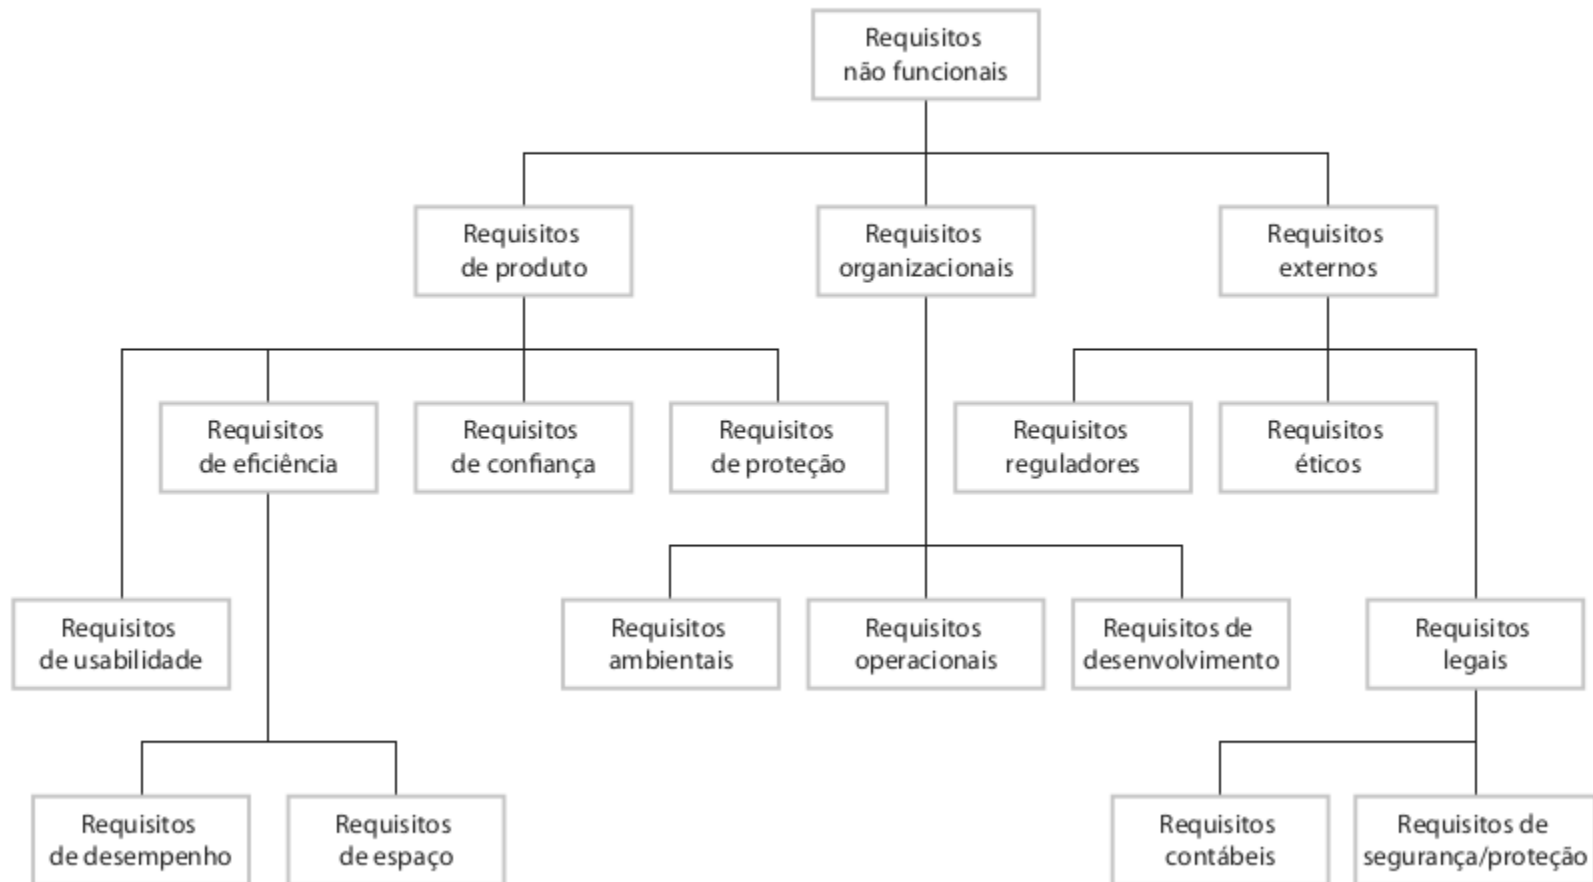 Requisitos
não funcionais
Requisitos
de produto
Requisitos
organizacionais
Requisitos
externos
Requisitos
de eficiência
Requisitos
de confiança
Requisitos
de proteção
Requisitos
reguladores
Requisitos
éticos
Requisitos
de usabilidade
Requisitos
ambientais
Requisitos
operacionais
Requisitos de
desenvolvimento
Requisitos
legais
Requisitos
de desempenho
Requisitos
de espaço
Requisitos
contábeis
Requisitos de
segurança/proteção